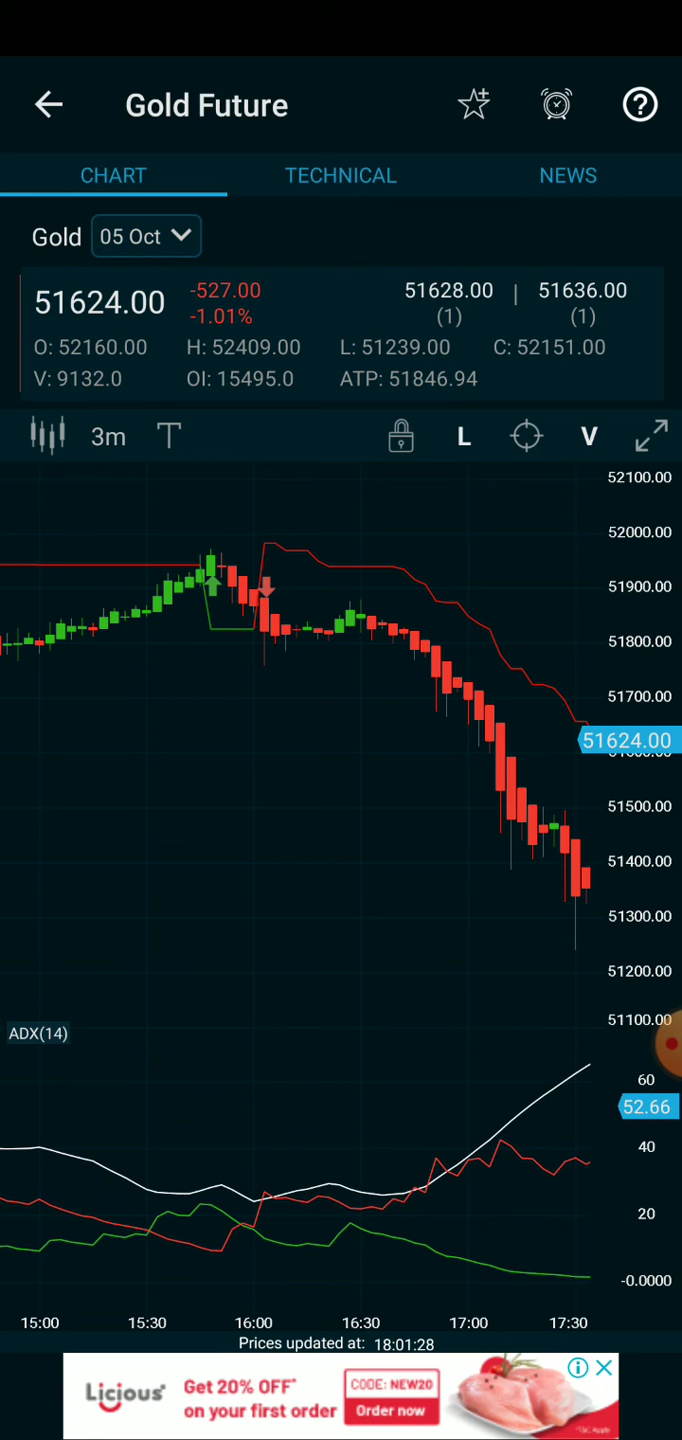 Gold Future
CHART TECHNICAL NEWS
Gold 05 Oct
51624.00 -527.00 -1.01% 51628.00 (1) | 51636.00 (1)
O: 52160.00 H: 52409.00 L: 51239.00 C: 52151.00
V: 9132.0 OI: 15495.0 ATP: 51846.94
3m T L V
52100.00
52000.00
51900.00
51800.00
51700.00
51624.00
51600.00
51500.00
51400.00
51300.00
51200.00
51100.00
ADX(14)
60
52.66
40
20
-0.0000
15:00 15:30 16:00 16:30 17:00 17:30
Prices updated at: 18:01:28
Licious
Get 20% OFF*
on your first order
CODE: NEW20
Order now
*T&C Apply